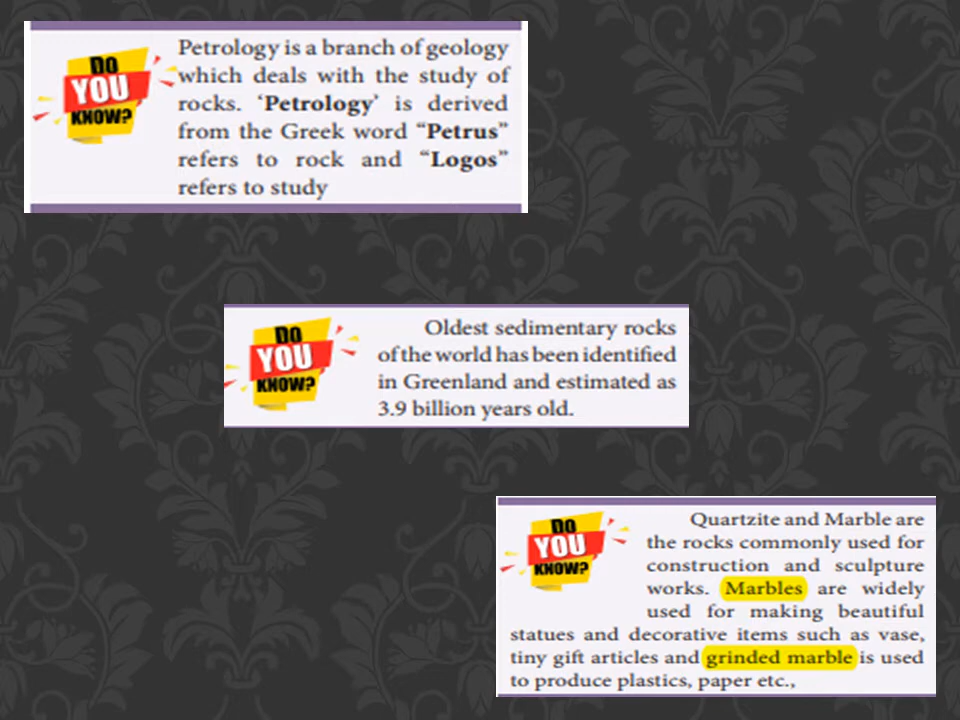 DO
YOU
KNOW?
Petrology is a branch of geology
which deals with the study of
rocks. ‘Petrology’ is derived
from the Greek word “Petrus”
refers to rock and “Logos”
refers to study
DO
YOU
KNOW?
Oldest sedimentary rocks
of the world has been identified
in Greenland and estimated as
3.9 billion years old.
DO
YOU
KNOW?
Quartzite and Marble are
the rocks commonly used for
construction and sculpture
works. Marbles are widely
used for making beautiful
statues and decorative items such as vase,
tiny gift articles and grinded marble is used
to produce plastics, paper etc.,